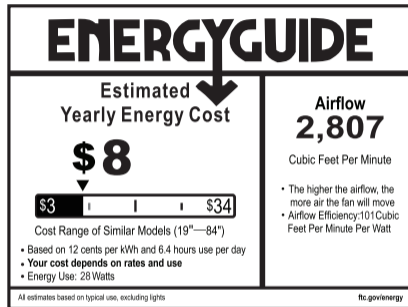 ENERGYGUIDE
Estimated
Yearly Energy Cost
$8
$3 $34
Cost Range of Similar Models (19"—84")
• Based on 12 cents per kWh and 6.4 hours use per day
• Your cost depends on rates and use
• Energy Use: 28 Watts
Airflow
2,807
Cubic Feet Per Minute
• The higher the airflow, the
more air the fan will move
• Airflow Efficiency:101Cubic
Feet Per Minute Per Watt
All estimates based on typical use, excluding lights
ftc.gov/energy